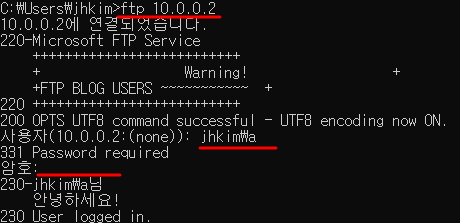 C:₩Users₩jhkim>ftp 10.0.0.2
10.0.0.2에 연결되었습니다.
220-Microsoft FTP Service
++++++++++++++++++++++++++
+ Warning! +
+FTP BLOG USERS ~~~~~~~~~~~~ +
220 ++++++++++++++++++++++++++
200 OPTS UTF8 command successful - UTF8 encoding now ON.
사용자(10.0.0.2:(none)): jhkim₩a
331 Password required
암호:
230-jhkim₩a님
안녕하세요!
230 User logged in.